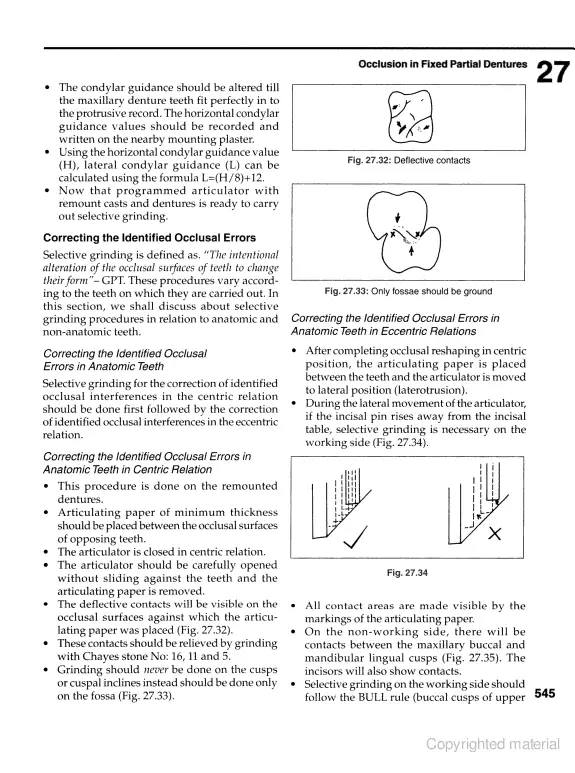 Occlusion in Fixed Partial Dentures
27
• The condylar guidance should be altered till
the maxillary denture teeth fit perfectly in to
the protrusive record. The horizontal condylar
guidance values should be recorded and
written on the nearby mounting plaster.
• Using the horizontal condylar guidance value
(H), lateral condylar guidance (L) can be
calculated using the formula L=(H/8)+12.
• Now that programmed articulator with
remount casts and dentures is ready to carry
out selective grinding.
Correcting the Identified Occlusal Errors
Selective grinding is defined as. "The intentional
alteration of the occlusal surfaces of teeth to change
their form"– GPT. These procedures vary accord-
ing to the teeth on which they are carried out. In
this section, we shall discuss about selective
grinding procedures in relation to anatomic and
non-anatomic teeth.
Correcting the Identified Occlusal
Errors in Anatomic Teeth
Selective grinding for the correction of identified
occlusal interferences in the centric relation
should be done first followed by the correction
of identified occlusal interferences in the eccentric
relation.
Correcting the Identified Occlusal Errors in
Anatomic Teeth in Centric Relation
• This procedure is done on the remounted
dentures.
• Articulating paper of minimum thickness
should be placed between the occlusal surfaces
of opposing teeth.
• The articulator is closed in centric relation.
• The articulator should be carefully opened
without sliding against the teeth and the
articulating paper is removed.
• The deflective contacts will be visible on the
occlusal surfaces against which the articu-
lating paper was placed (Fig. 27.32).
• These contacts should be relieved by grinding
with Chayes stone No: 16, 11 and 5.
• Grinding should never be done on the cusps
or cuspal inclines instead should be done only
on the fossa (Fig. 27.33).
Fig. 27.32: Deflective contacts
Fig. 27.33: Only fossae should be ground
Correcting the Identified Occlusal Errors in
Anatomic Teeth in Eccentric Relations
• After completing occlusal reshaping in centric
position, the articulating paper is placed
between the teeth and the articulator is moved
to lateral position (laterotrusion).
• During the lateral movement of the articulator,
if the incisal pin rises away from the incisal
table, selective grinding is necessary on the
working side (Fig. 27.34).
Fig. 27.34
• All contact areas are made visible by the
markings of the articulating paper.
• On the non-working side, there will be
contacts between the maxillary buccal and
mandibular lingual cusps (Fig. 27.35). The
incisors will also show contacts.
• Selective grinding on the working side should
follow the BULL rule (buccal cusps of upper
545
Copyrighted material